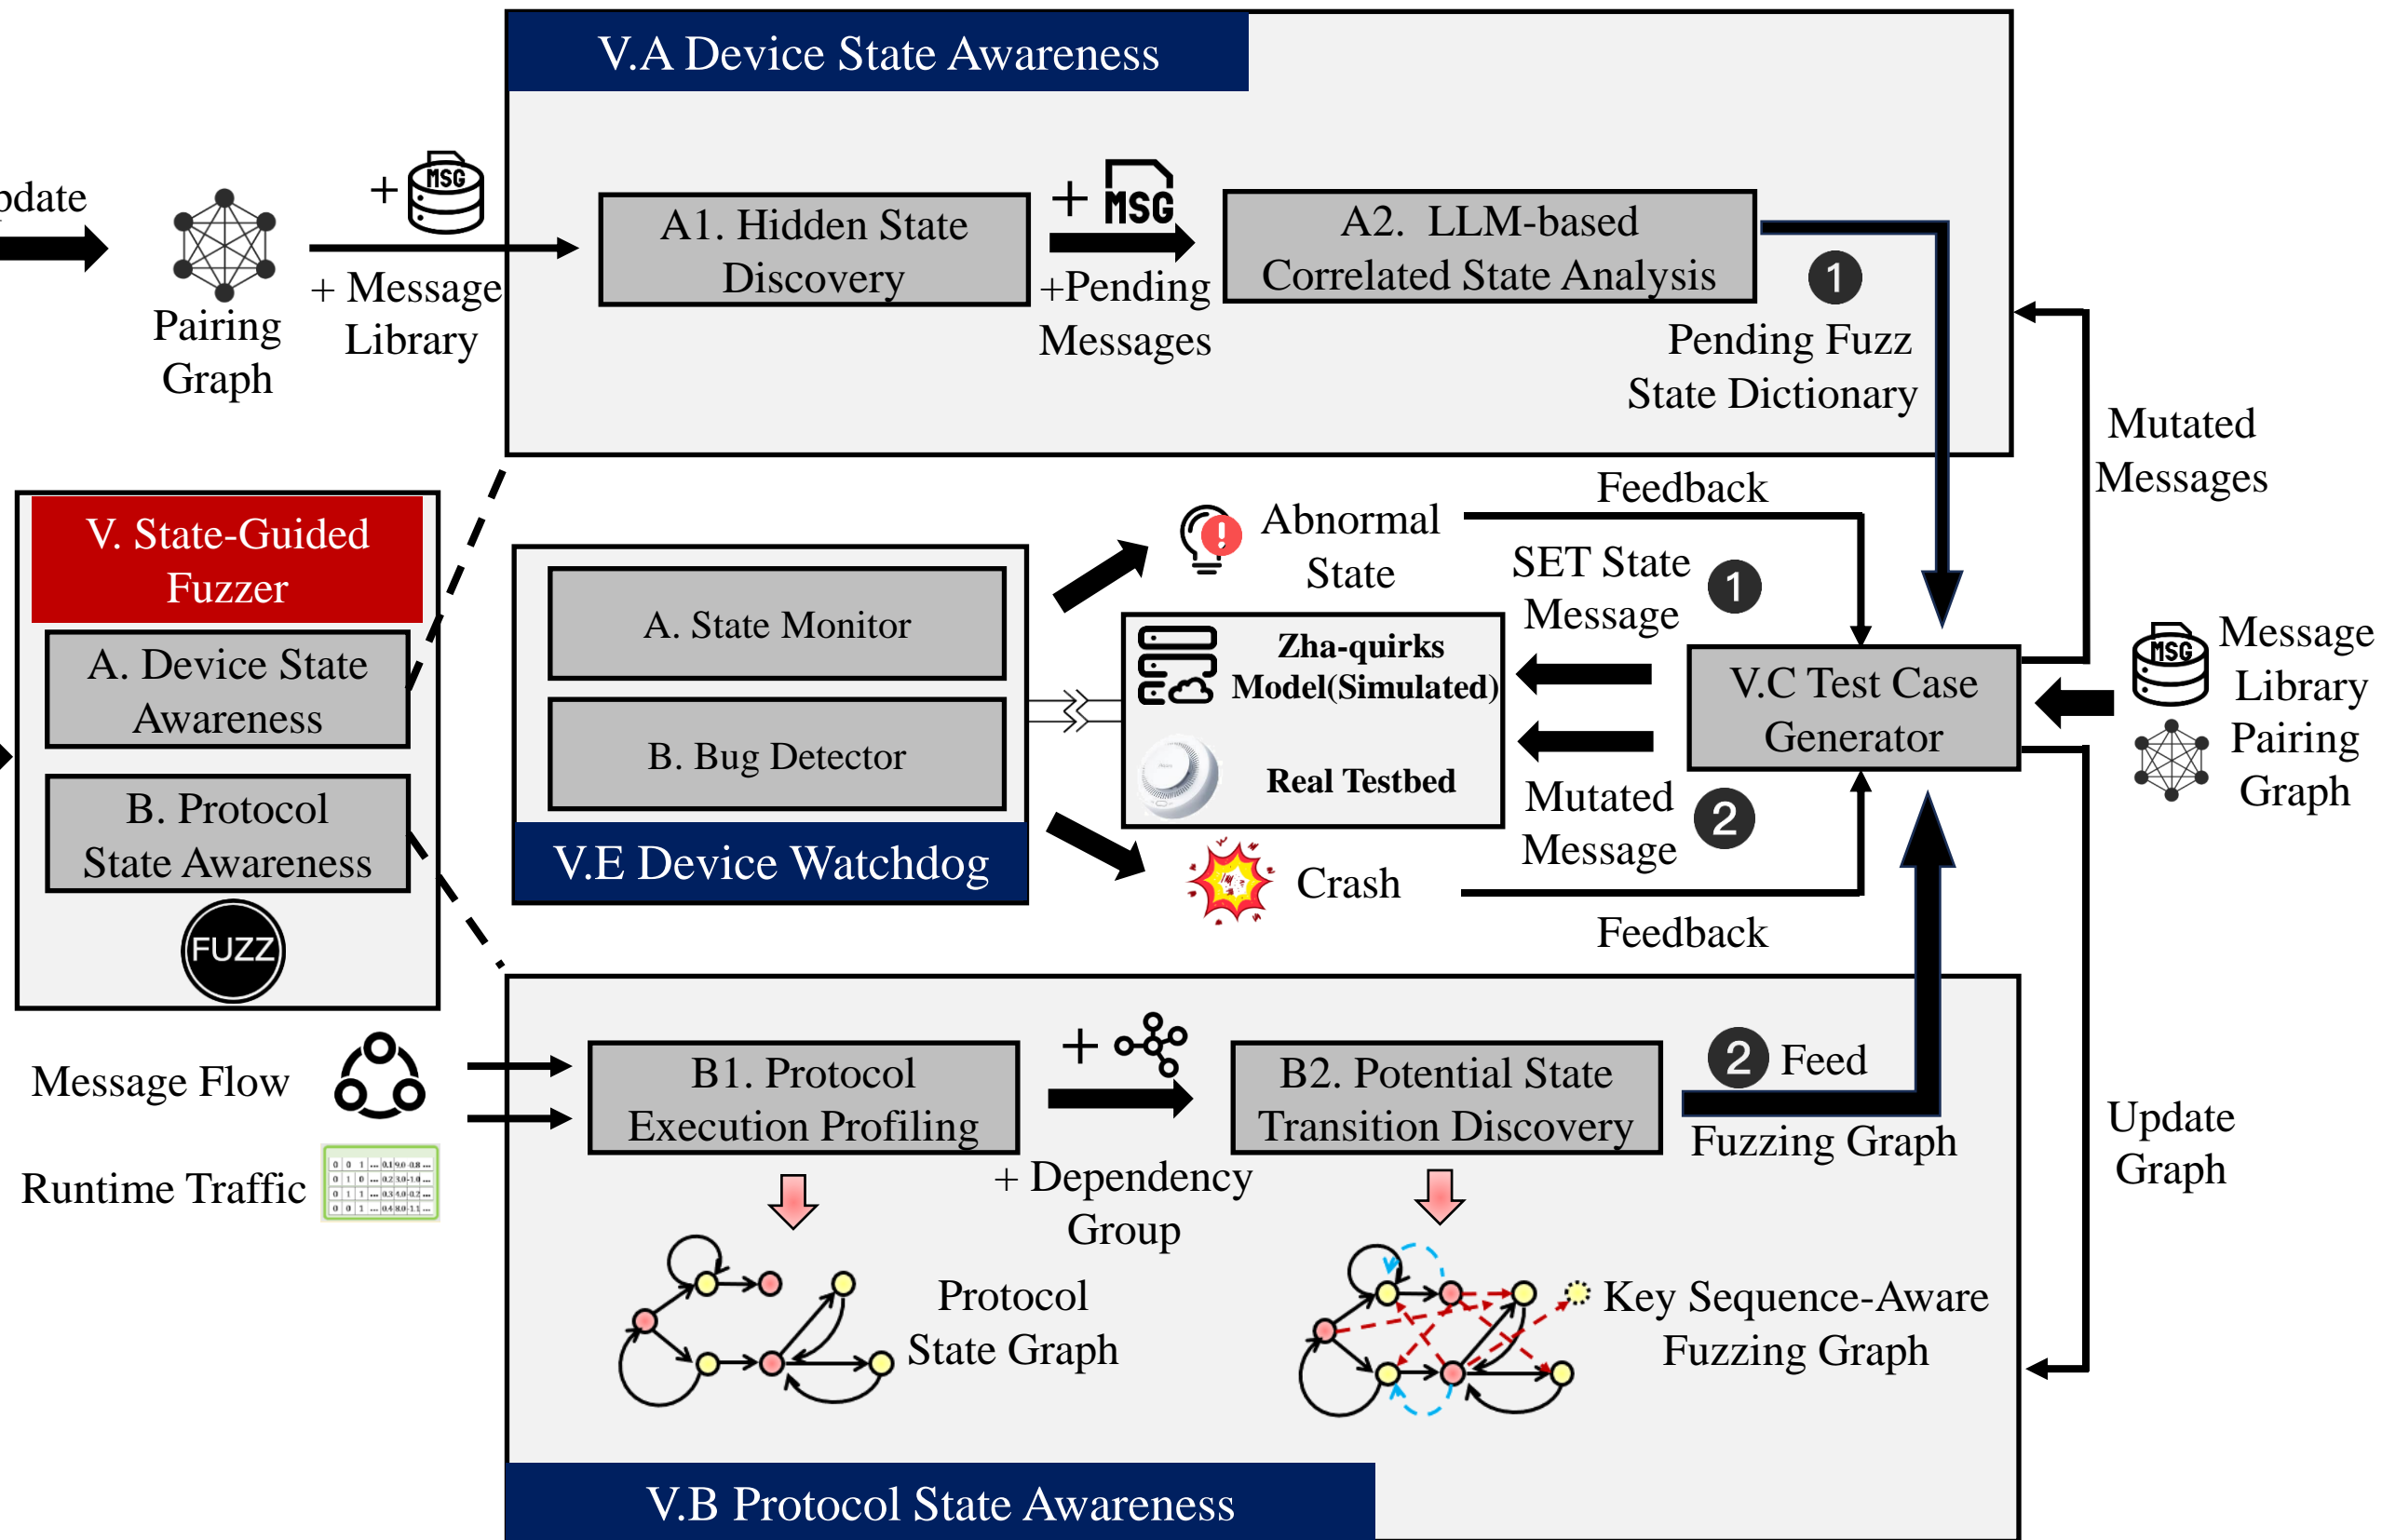 V.A Device State Awareness
+
MSG
+ Message
Library
Pairing
Graph
A1. Hidden State
Discovery
+ MSG
+Pending
Messages
A2. LLM-based
Correlated State Analysis
1
Pending Fuzz
State Dictionary
Mutated
Messages
V. State-Guided
Fuzzer
A. Device State
Awareness
B. Protocol
State Awareness
FUZZ
A. State Monitor
B. Bug Detector
V.E Device Watchdog
Abnormal
State
Feedback
SET State
Message
1
Zha-quirks
Model(Simulated)
Real Testbed
Mutated
Message
2
Crash
Feedback
V.C Test Case
Generator
MSG
Message
Library
Pairing
Graph
Message Flow
Runtime Traffic
B1. Protocol
Execution Profiling
+
+ Dependency
Group
B2. Potential State
Transition Discovery
2 Feed
Fuzzing Graph
Update
Graph
Protocol
State Graph
Key Sequence-Aware
Fuzzing Graph
V.B Protocol State Awareness